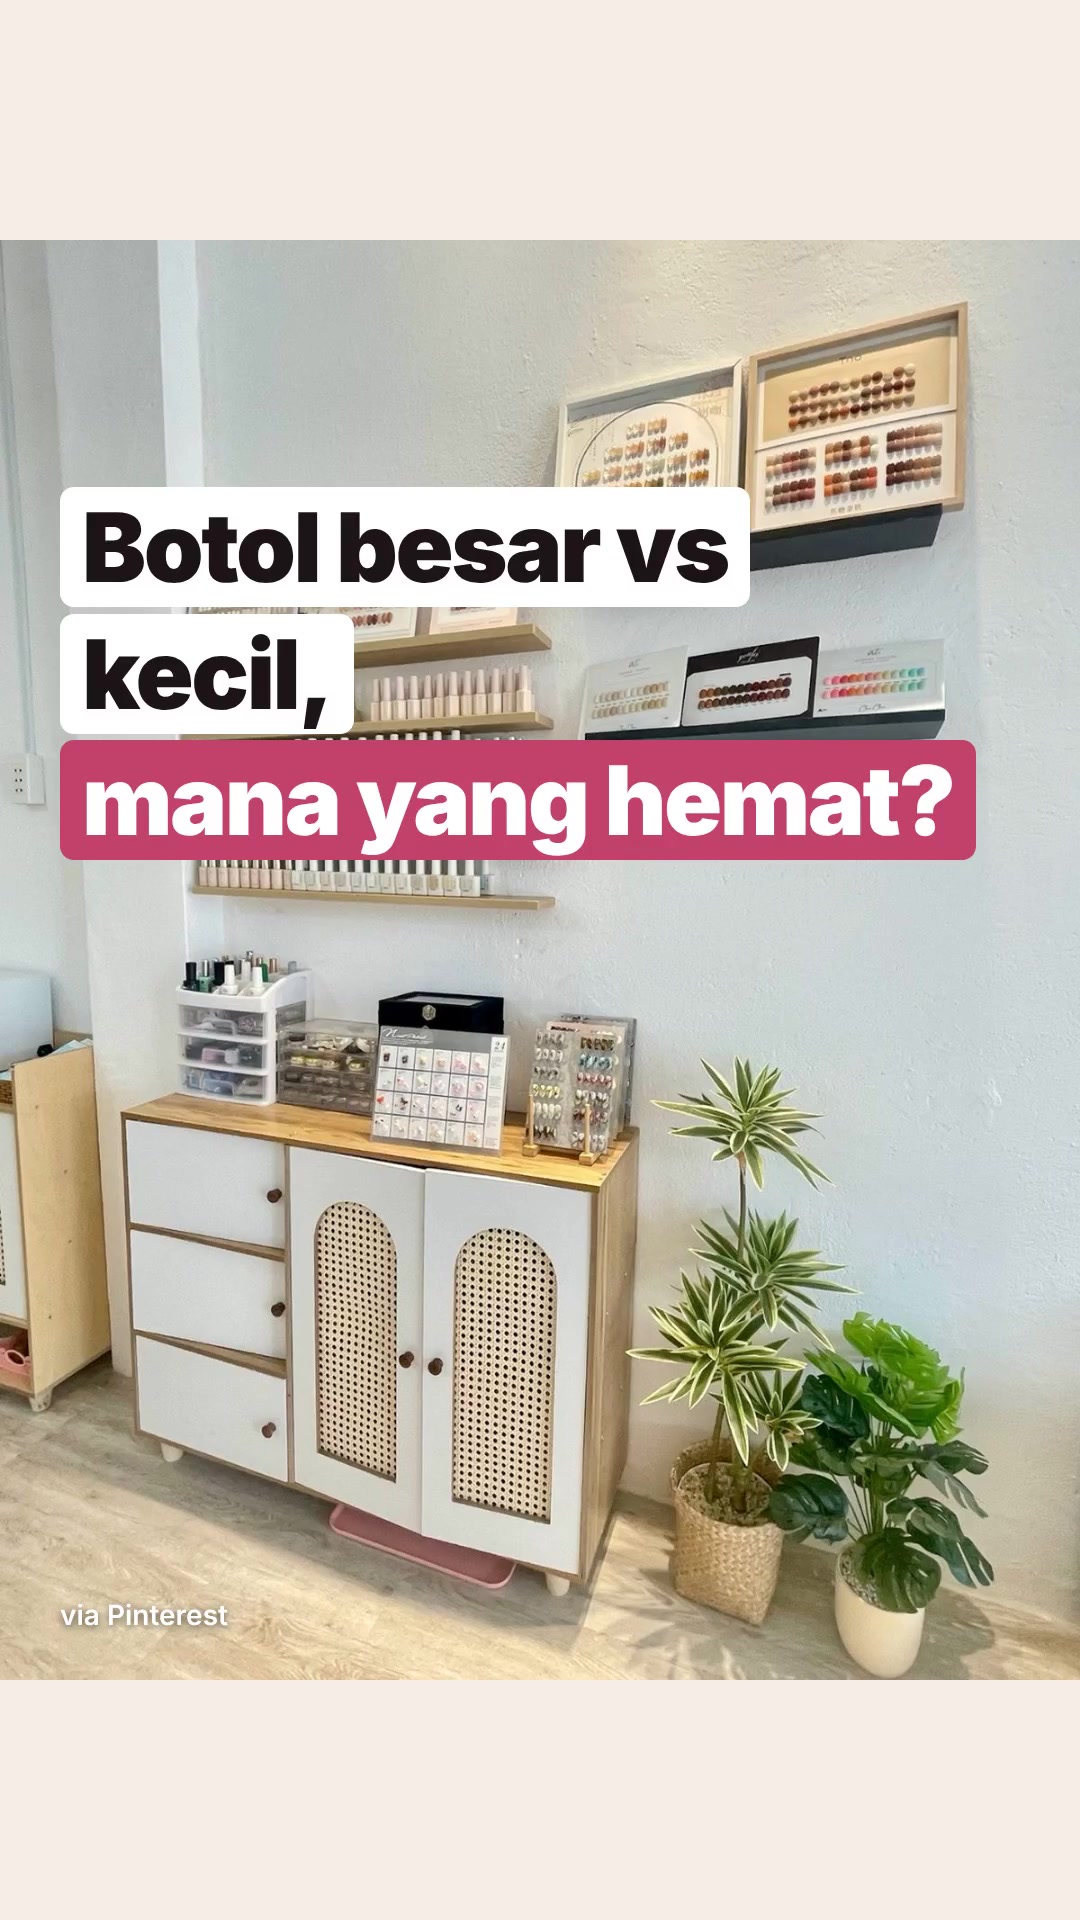 Botol besar vs
kecil,
mana yang hemat?
via Pinterest